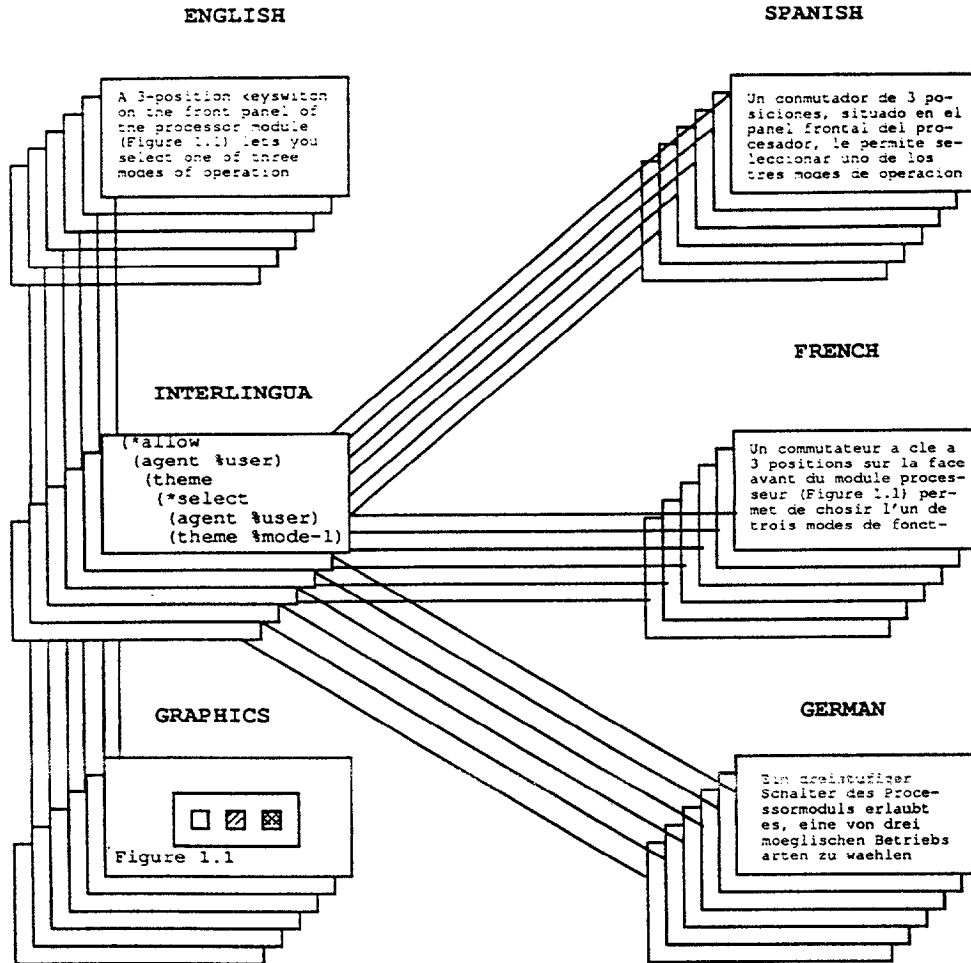 ENGLISH
A 3-position keyswitch
on the front panel of
the processor module
(Figure 1.1) lets you
select one of three
modes of operation
SPANISH
Un conmutador de 3 po-
siciones, situado en el
panel frontal del pro-
cesador, le permite se-
leccionar uno de los
tres modes de operacion
INTERLINGUA
(*allow
(agent %user)
(theme
(*select
(agent %user)
(theme %mode-1)
FRENCH
Un commutateur a cle a
3 positions sur la face
avant du module proces-
seur (Figure 1.1) per-
met de chosir l'un de
trois modes de fonct-
GRAPHICS
Figure 1.1
GERMAN
Ein dreistufiger
Schalter des Proce-
ssormoduls erlaubt
es, eine von drei
moeglischen Betriebs
arten zu waehlen